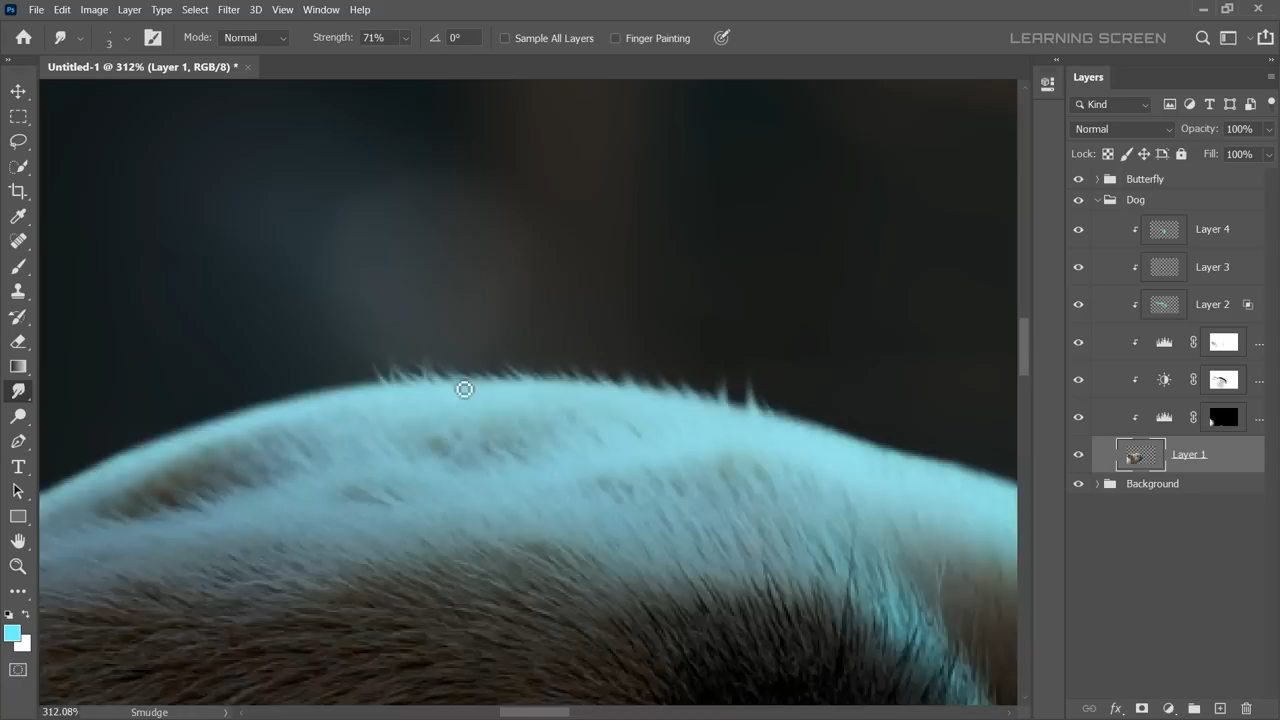 Ps File Edit Image Layer Type Select Filter 3D View Window Help
3 Mode: Normal Strength: 71% 0° Sample All Layers Finger Painting LEARNING SCREEN
Untitled-1 @ 312% (Layer 1, RGB/8) * ×
Layers
Kind
Normal Opacity: 100%
Lock: Fill: 100%
Butterfly
Dog
Layer 4
Layer 3
Layer 2
...
...
...
Layer 1
Background
312.08% Smudge